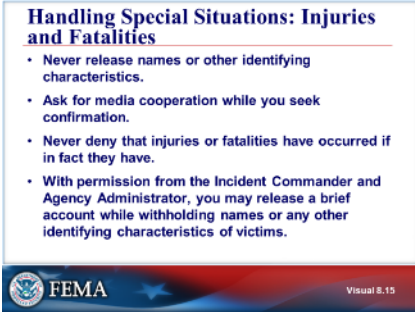 Handling Special Situations: Injuries
and Fatalities
• Never release names or other identifying
characteristics.
• Ask for media cooperation while you seek
confirmation.
• Never deny that injuries or fatalities have occurred if
in fact they have.
• With permission from the Incident Commander and
Agency Administrator, you may release a brief
account while withholding names or any other
identifying characteristics of victims.
FEMA
Visual 8.15